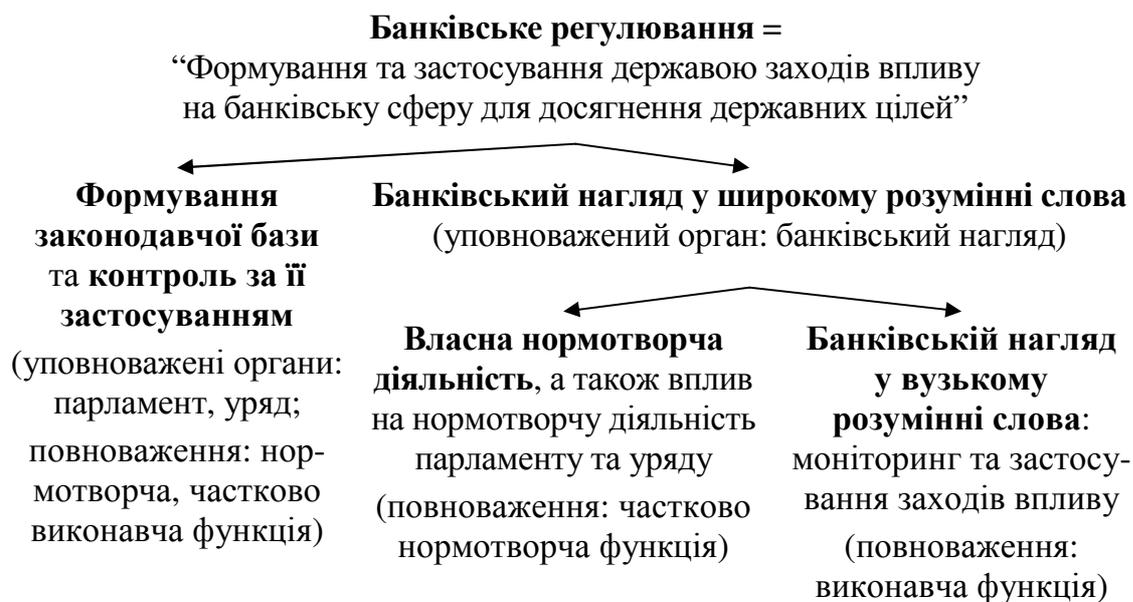 Банківське регулювання =
“Формування та застосування державою заходів впливу
на банківську сферу для досягнення державних цілей”
Формування
законодавчої бази
та контроль за її
застосуванням
(уповноважені органи:
парламент, уряд;
повноваження: нор-
мотворча, частково
виконавча функція)
Банківський нагляд у широкому розумінні слова
(уповноважений орган: банківський нагляд)
Власна нормотворча
діяльність, а також вплив
на нормотворчу діяльність
парламенту та уряду
(повноваження: частково
нормотворча функція)
Банківській нагляд
у вузькому
розумінні слова:
моніторинг та застосу-
вання заходів впливу
(повноваження:
виконавча функція)